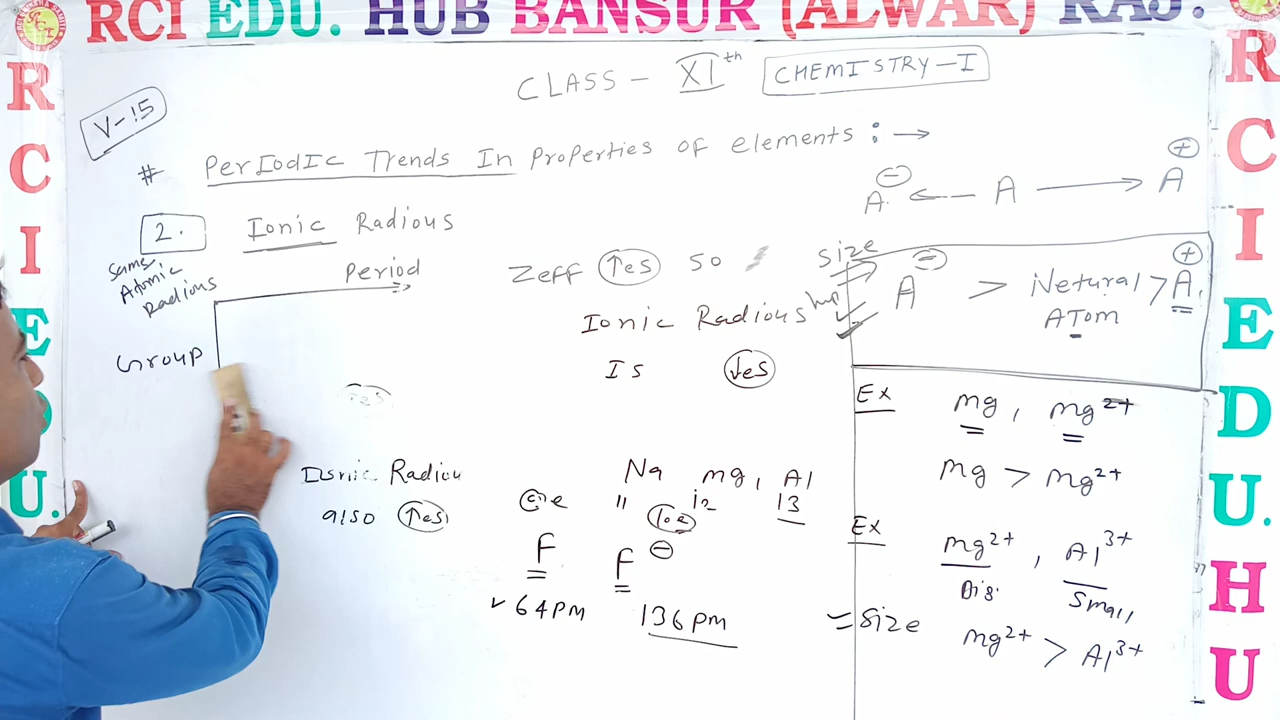 RCI EDU. HUB BANSUR (ALWAR) RAJ.
R C I E D U.
R C I E D U. H U
CLASS - XIth CHEMISTRY-I
V-15
# PerIodIc Trends In Properties of elements : →
A⊖ ← A → A⊕
2. Ionic Radious
same Atomic Radious
Period
Group
Zeff ↑es so
Ionic Radious
Is ↓es
size
A⊖ > Netural ATom > A⊕
Ex mg, mg2+
mg > mg2+
Ionic Radiou
also ↑es
Na mg, Al
" 12 13
10e
F F⊖
64PM 136PM
Ex mg2+, Al3+
Big. Small
= Size mg2+ > Al3+